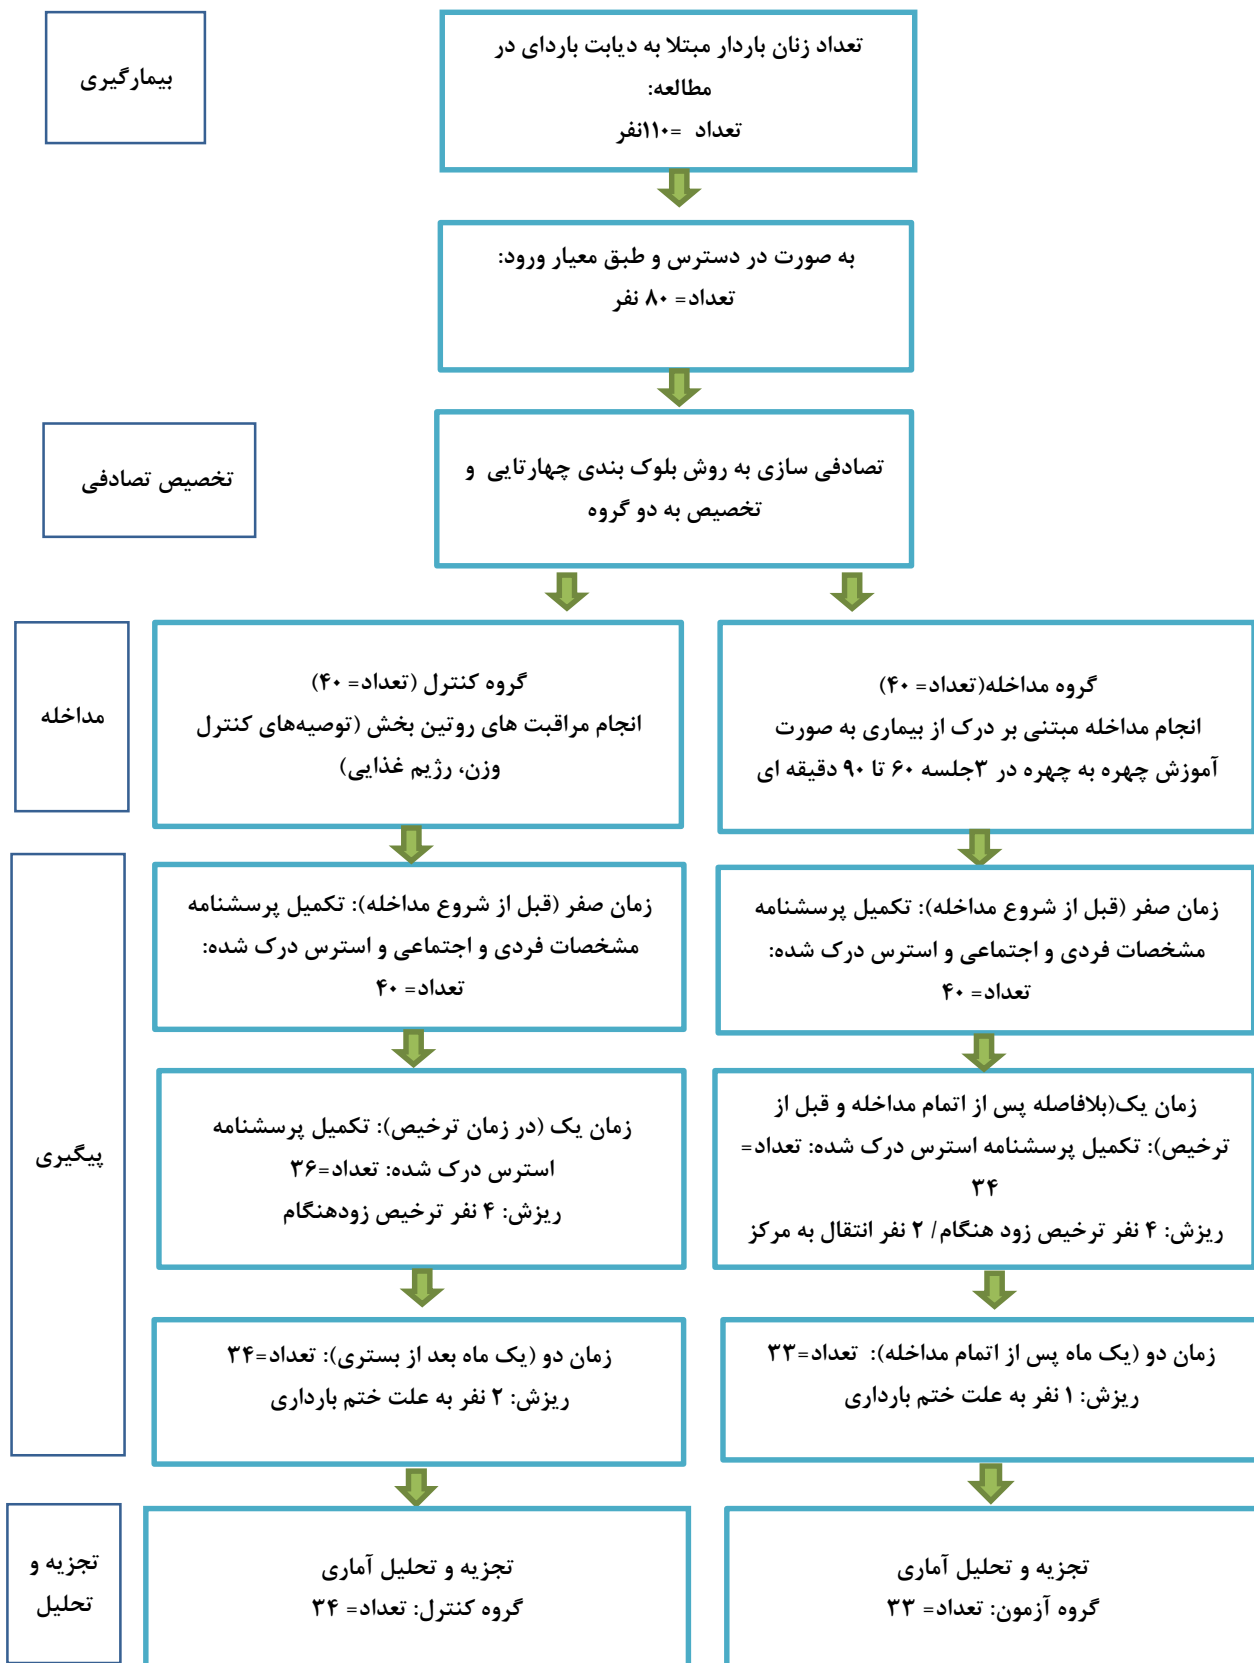 بیمارگیری
تعداد زنان باردار مبتلا به دیابت باردای در
مطالعه:
تعداد =۱۱۰نفر
به صورت در دسترس و طبق معیار ورود:
تعداد= ۸۰ نفر
تخصیص تصادفی
تصادفی سازی به روش بلوک بندی چهارتایی و
تخصیص به دو گروه
مداخله
گروه مداخله(تعداد= ۴۰)
انجام مداخله مبتنی بر درک از بیماری به صورت
آموزش چهره به چهره در ۳جلسه ۶۰ تا ۹۰ دقیقه ای
گروه کنترل (تعداد= ۴۰)
انجام مراقبت های روتین بخش (توصیه‌های کنترل
وزن، رژیم غذایی)
پیگیری
زمان صفر (قبل از شروع مداخله): تکمیل پرسشنامه
مشخصات فردی و اجتماعی و استرس درک شده:
تعداد= ۴۰
زمان صفر (قبل از شروع مداخله): تکمیل پرسشنامه
مشخصات فردی و اجتماعی و استرس درک شده:
تعداد= ۴۰
زمان یک(بلافاصله پس از اتمام مداخله و قبل از
ترخیص): تکمیل پرسشنامه استرس درک شده: تعداد=
۳۴
ریزش: ۴ نفر ترخیص زود هنگام/ ۲ نفر انتقال به مرکز
زمان یک (در زمان ترخیص): تکمیل پرسشنامه
استرس درک شده: تعداد=۳۶
ریزش: ۴ نفر ترخیص زودهنگام
زمان دو (یک ماه پس از اتمام مداخله): تعداد=۳۳
ریزش: ۱ نفر به علت ختم بارداری
زمان دو (یک ماه بعد از بستری): تعداد=۳۴
ریزش: ۲ نفر به علت ختم بارداری
تجزیه و
تحلیل
تجزیه و تحلیل آماری
گروه آزمون: تعداد= ۳۳
تجزیه و تحلیل آماری
گروه کنترل: تعداد= ۳۴